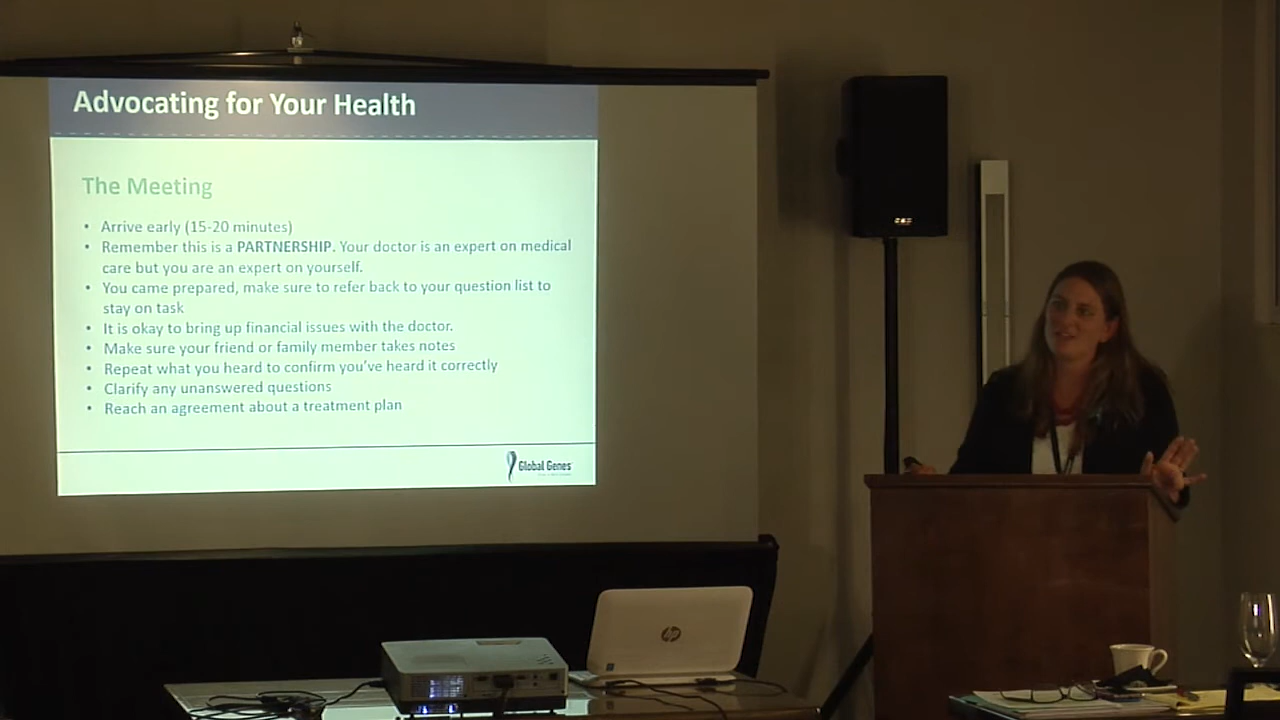 Advocating for Your Health
The Meeting
• Arrive early (15-20 minutes)
• Remember this is a PARTNERSHIP. Your doctor is an expert on medical
care but you are an expert on yourself.
• You came prepared, make sure to refer back to your question list to
stay on task
• It is okay to bring up financial issues with the doctor.
• Make sure your friend or family member takes notes
• Repeat what you heard to confirm you've heard it correctly
• Clarify any unanswered questions
• Reach an agreement about a treatment plan
Global Genes
hp